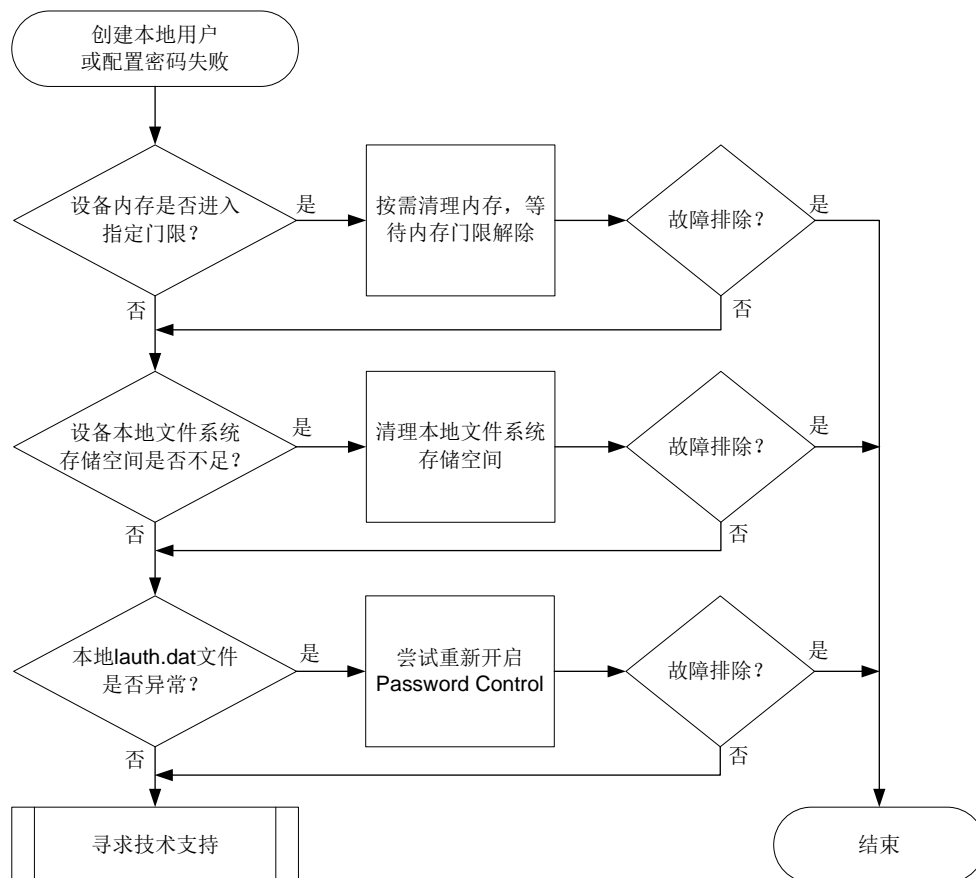 创建本地用户
或配置密码失败
设备内存是否进入
指定门限？
是
按需清理内存，等
待内存门限解除
故障排除？
是
否
否
设备本地文件系统
存储空间是否不足？
是
清理本地文件系统
存储空间
故障排除？
是
否
否
本地lauth.dat文件
是否异常？
是
尝试重新开启
Password Control
故障排除？
是
否
否
寻求技术支持
结束